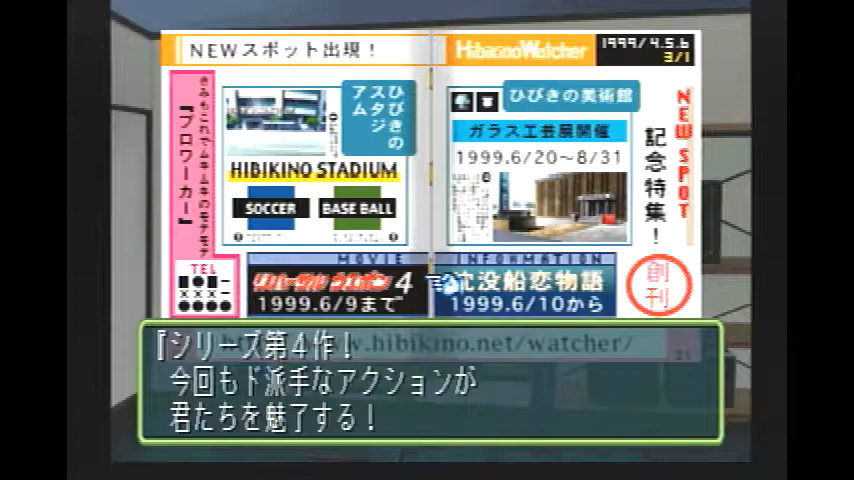 NEWスポット出現！
HibikinoWatcher
1999/4.5.6
3/1
きみもこれでムキムキのモテモテ
『ブロワーカー』
TEL
ひびきのスタジアム
HIBIKINO STADIUM
SOCCER
BASE BALL
ひびきの美術館
ガラス工芸展開催
1999.6/20～8/31
NEW SPOT
記念特集！
創刊
MOVIE
INFORMATION
4
1999.6/9まで
沈没船恋物語
1999.6/10から
www.hibikino.net/watcher/
21
『シリーズ第４作！
今回もド派手なアクションが
君たちを魅了する！